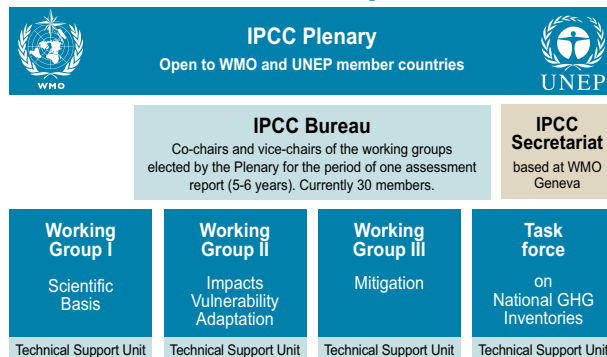 IPCC Plenary
Open to WMO and UNEP member countries
WMO
UNEP
IPCC Bureau
Co-chairs and vice-chairs of the working groups
elected by the Plenary for the period of one assessment
report (5-6 years). Currently 30 members.
IPCC
Secretariat
based at WMO
Geneva
Working
Group I
Scientific
Basis
Technical Support Unit
Working
Group II
Impacts
Vulnerability
Adaptation
Technical Support Unit
Working
Group III
Mitigation
Technical Support Unit
Task
force
on
National GHG
Inventories
Technical Support Unit